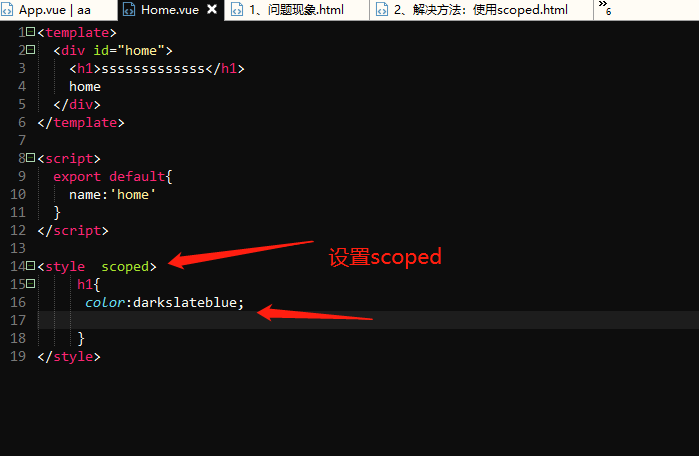 App.vue | aa Home.vue 1、问题现象.html 2、解决方法：使用scoped.html 6
1 <template>
2 <div id="home">
3 <h1>sssssssssssss</h1>
4 home
5 </div>
6 </template>
7
8 <script>
9 export default{
10 name:'home'
11 }
12 </script>
13
设置scoped
14 <style scoped>
15 h1{
16 color:darkslateblue;
17
18 }
19 </style>